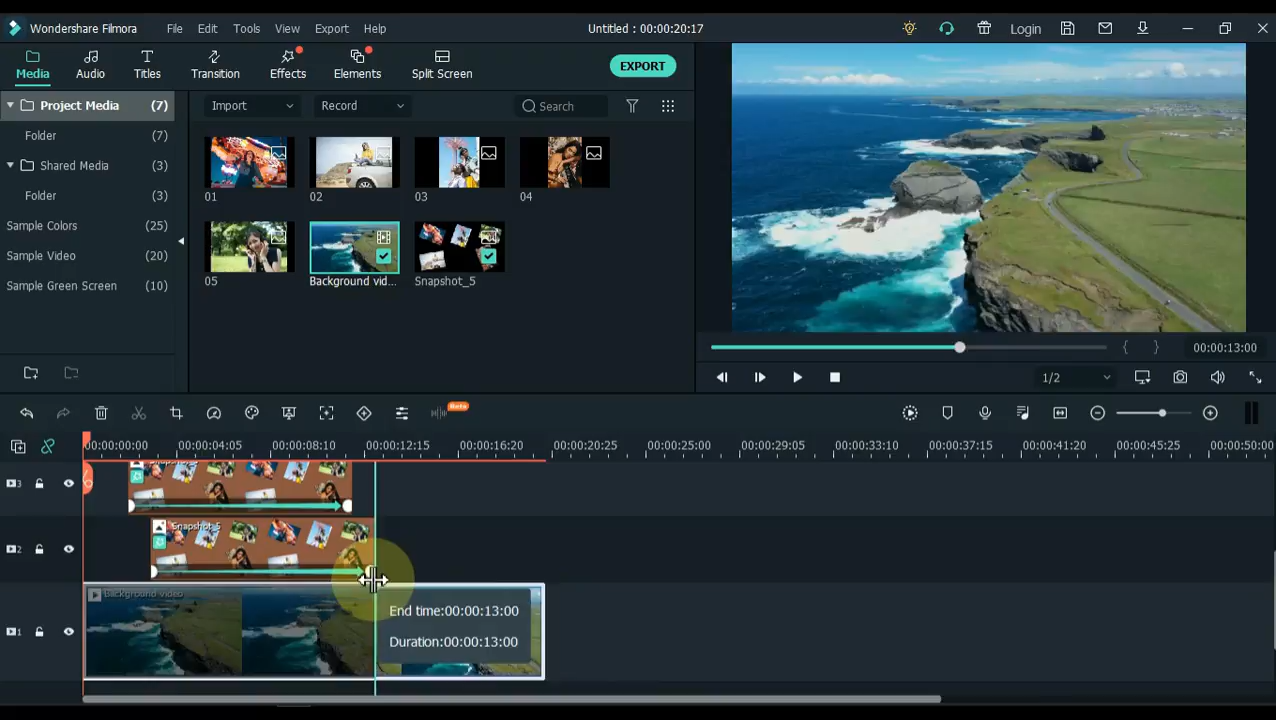 Wondershare Filmora
File Edit Tools View Export Help
Untitled : 00:00:20:17
Login
Media Audio Titles Transition Effects Elements Split Screen
EXPORT
Project Media (7)
Import Record Search
Folder (7)
Shared Media (3)
Folder (3)
Sample Colors (25)
Sample Video (20)
Sample Green Screen (10)
01 02 03 04
05 Background vid... Snapshot_5
00:00:13:00
1/2
Beta
00:00:00:00 00:00:04:05 00:00:08:10 00:00:12:15 00:00:16:20 00:00:20:25 00:00:25:00 00:00:29:05 00:00:33:10 00:00:37:15 00:00:41:20 00:00:45:25 00:00:50:00
3
Snapshot_5
2
Background video
End time:00:00:13:00
1
Duration:00:00:13:00